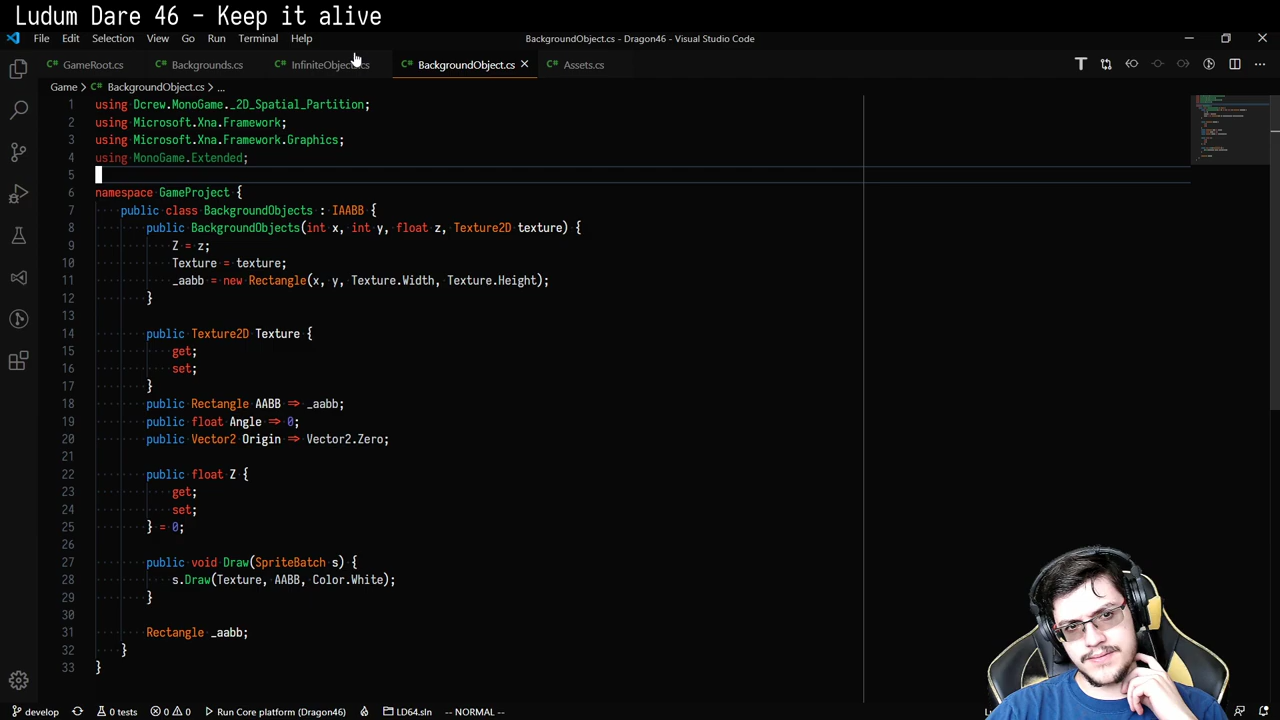 Ludum Dare 46 - Keep it alive
File Edit Selection View Go Run Terminal Help
BackgroundObject.cs - Dragon46 - Visual Studio Code
GameRoot.cs Backgrounds.cs InfiniteObjects.cs BackgroundObject.cs Assets.cs
Game > BackgroundObject.cs > ...
1 using Dcrew.MonoGame._2D_Spatial_Partition;
2 using Microsoft.Xna.Framework;
3 using Microsoft.Xna.Framework.Graphics;
4 using MonoGame.Extended;
5
6 namespace GameProject {
7 public class BackgroundObjects : IAABB {
8 public BackgroundObjects(int x, int y, float z, Texture2D texture) {
9 Z = z;
10 Texture = texture;
11 _aabb = new Rectangle(x, y, Texture.Width, Texture.Height);
12 }
13
14 public Texture2D Texture {
15 get;
16 set;
17 }
18 public Rectangle AABB => _aabb;
19 public float Angle => 0;
20 public Vector2 Origin => Vector2.Zero;
21
22 public float Z {
23 get;
24 set;
25 } = 0;
26
27 public void Draw(SpriteBatch s) {
28 s.Draw(Texture, AABB, Color.White);
29 }
30
31 Rectangle _aabb;
32 }
33 }
develop 0 tests 0 0 Run Core platform (Dragon46) LD64.sln -- NORMAL --